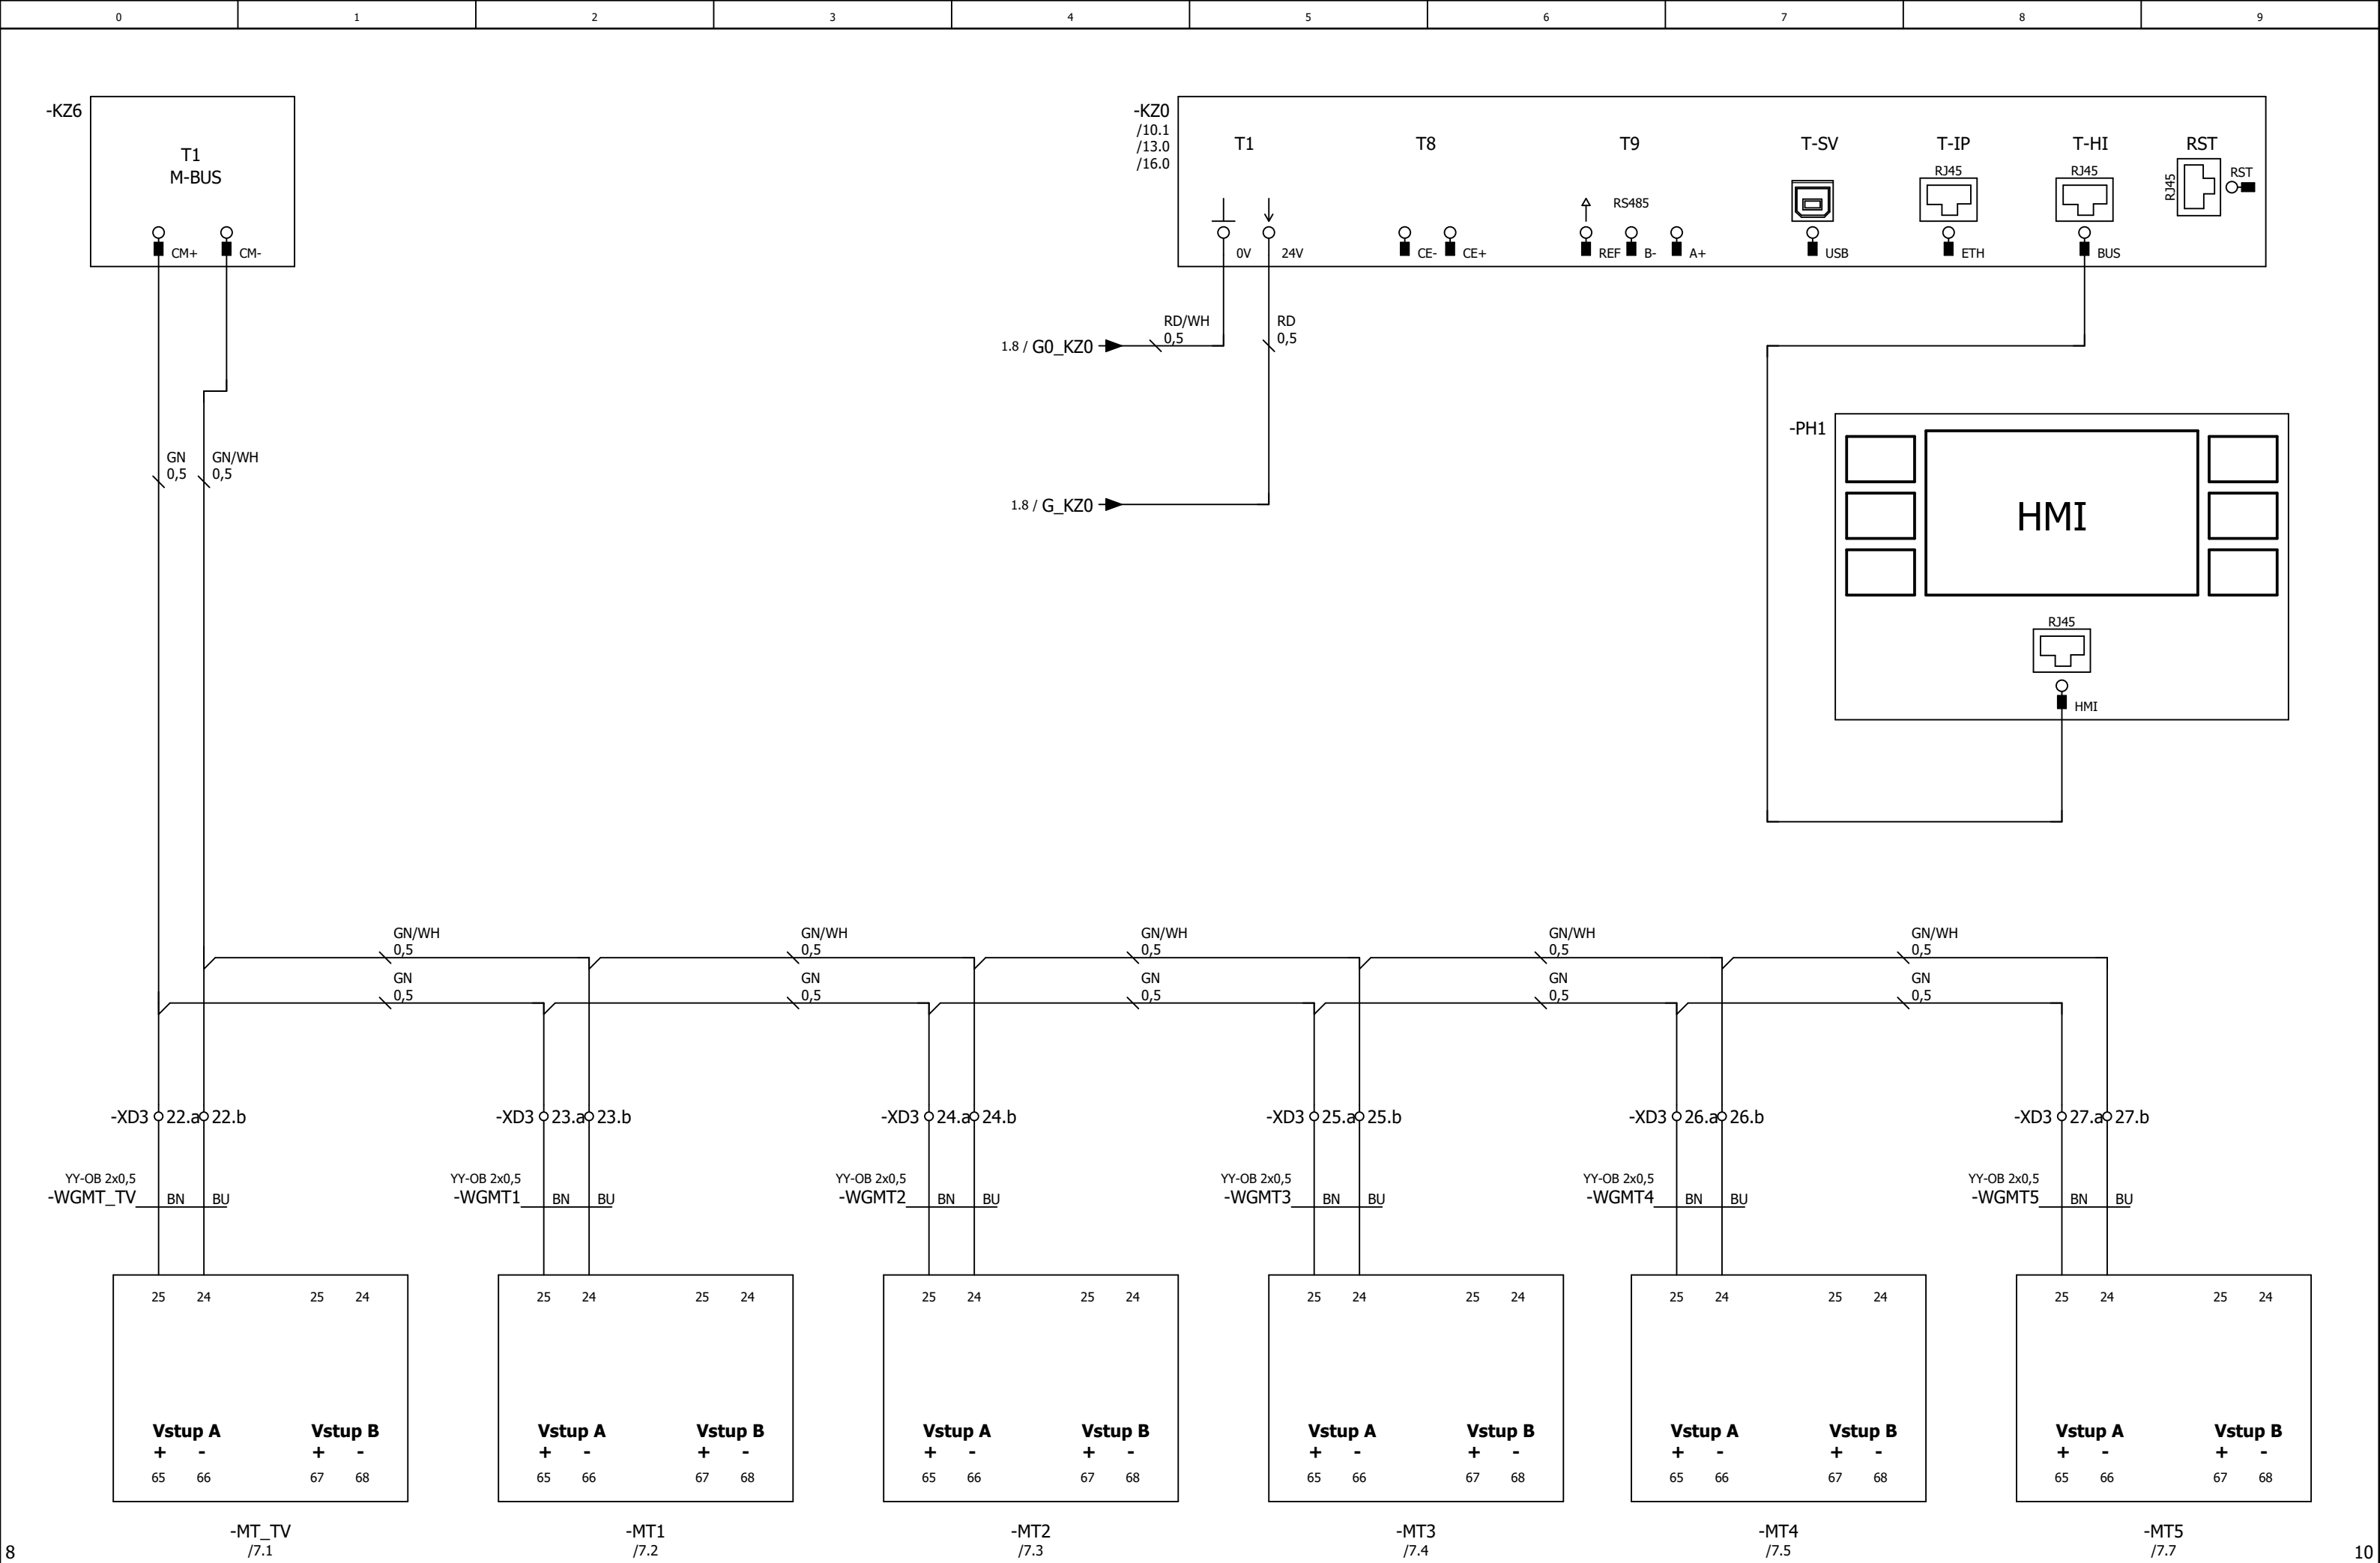 0 1 2 3 4 5 6 7 8 9
-KZ6
T1
M-BUS
CM+ CM-
-KZ0
/10.1
/13.0
/16.0
T1 T8 T9 T-SV T-IP T-HI RST
RJ45 RJ45 RJ45 RST
RS485
0V 24V CE- CE+ REF B- A+ USB ETH BUS
RD/WH
0,5
RD
0,5
1.8 / G0_KZ0
1.8 / G_KZ0
-PH1
HMI
RJ45
HMI
GN
0,5
GN/WH
0,5
GN/WH GN/WH GN/WH GN/WH GN/WH
0,5 0,5 0,5 0,5 0,5
GN GN GN GN GN
0,5 0,5 0,5 0,5 0,5
-XD3 22.a 22.b -XD3 23.a 23.b -XD3 24.a 24.b -XD3 25.a 25.b -XD3 26.a 26.b -XD3 27.a 27.b
YY-OB 2x0,5 YY-OB 2x0,5 YY-OB 2x0,5 YY-OB 2x0,5 YY-OB 2x0,5 YY-OB 2x0,5
-WGMT_TV BN BU -WGMT1 BN BU -WGMT2 BN BU -WGMT3 BN BU -WGMT4 BN BU -WGMT5 BN BU
25 24 25 24 25 24 25 24 25 24 25 24 25 24 25 24 25 24 25 24 25 24 25 24
Vstup A Vstup B Vstup A Vstup B Vstup A Vstup B Vstup A Vstup B Vstup A Vstup B Vstup A Vstup B
+ - + - + - + - + - + - + - + - + - + - + - + -
65 66 67 68 65 66 67 68 65 66 67 68 65 66 67 68 65 66 67 68 65 66 67 68
-MT_TV -MT1 -MT2 -MT3 -MT4 -MT5
/7.1 /7.2 /7.3 /7.4 /7.5 /7.7
8 10